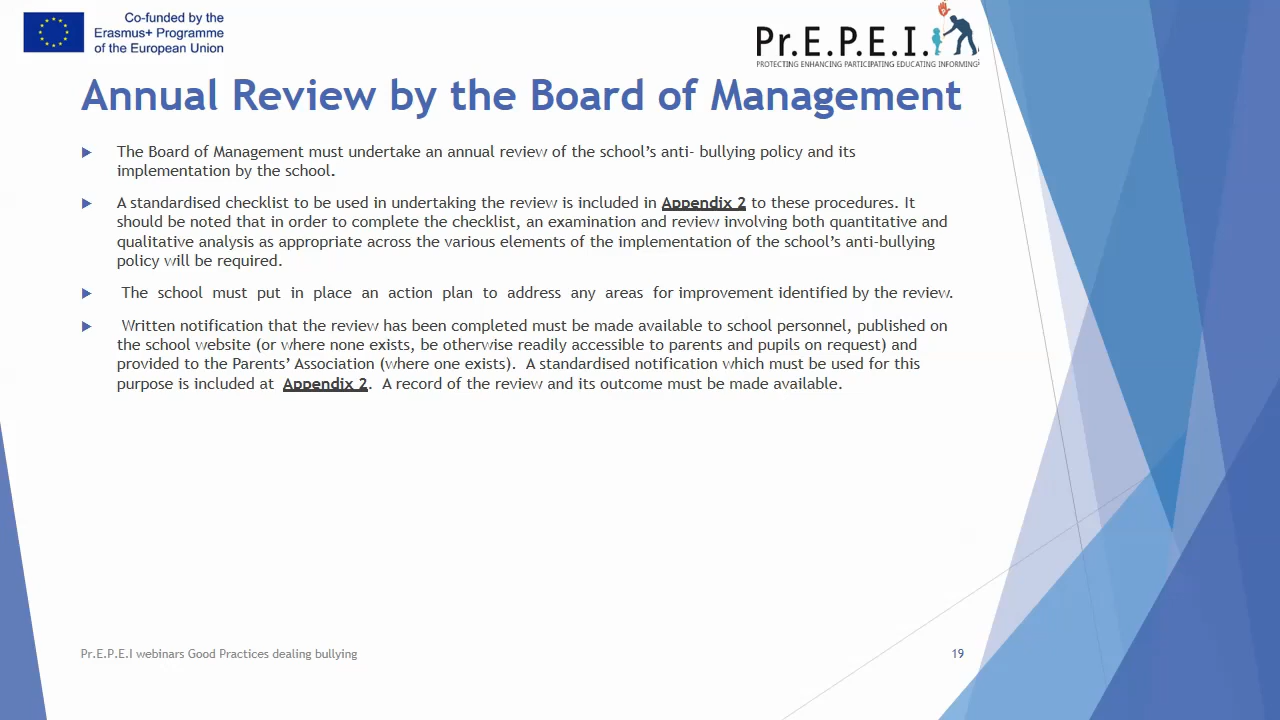 Co-funded by the
Erasmus+ Programme
of the European Union
Pr.E.P.E.I.
PROTECTING ENHANCING PARTICIPATING EDUCATING INFORMING
Annual Review by the Board of Management
The Board of Management must undertake an annual review of the school’s anti- bullying policy and its
implementation by the school.
A standardised checklist to be used in undertaking the review is included in Appendix 2 to these procedures. It
should be noted that in order to complete the checklist, an examination and review involving both quantitative and
qualitative analysis as appropriate across the various elements of the implementation of the school’s anti-bullying
policy will be required.
The school must put in place an action plan to address any areas for improvement identified by the review.
Written notification that the review has been completed must be made available to school personnel, published on
the school website (or where none exists, be otherwise readily accessible to parents and pupils on request) and
provided to the Parents’ Association (where one exists). A standardised notification which must be used for this
purpose is included at Appendix 2. A record of the review and its outcome must be made available.
Pr.E.P.E.I webinars Good Practices dealing bullying
19